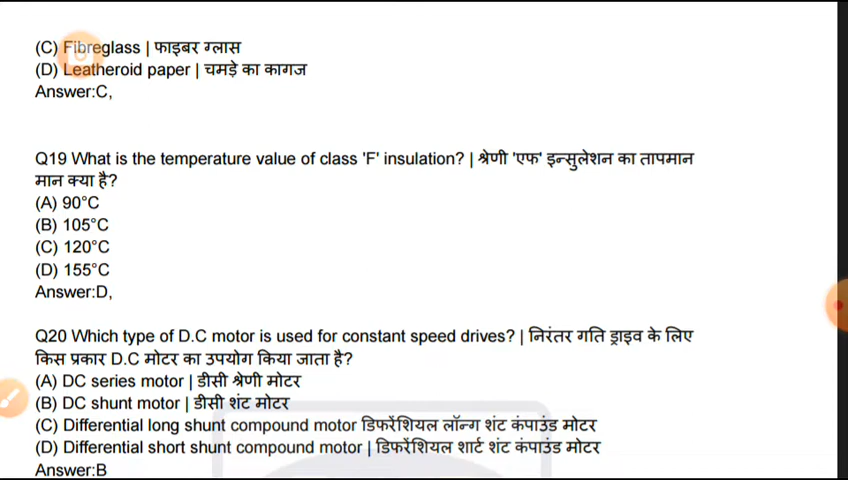 (C) Fibreglass | फाइबर ग्लास
(D) Leatheroid paper | चमड़े का कागज
Answer:C,
Q19 What is the temperature value of class 'F' insulation? | श्रेणी 'एफ' इन्सुलेशन का तापमान
मान क्या है?
(A) 90°C
(B) 105°C
(C) 120°C
(D) 155°C
Answer:D,
Q20 Which type of D.C motor is used for constant speed drives? | निरंतर गति ड्राइव के लिए
किस प्रकार D.C मोटर का उपयोग किया जाता है?
(A) DC series motor | डीसी श्रेणी मोटर
(B) DC shunt motor | डीसी शंट मोटर
(C) Differential long shunt compound motor डिफरेंशियल लॉन्ग शंट कंपाउंड मोटर
(D) Differential short shunt compound motor | डिफरेंशियल शार्ट शंट कंपाउंड मोटर
Answer:B